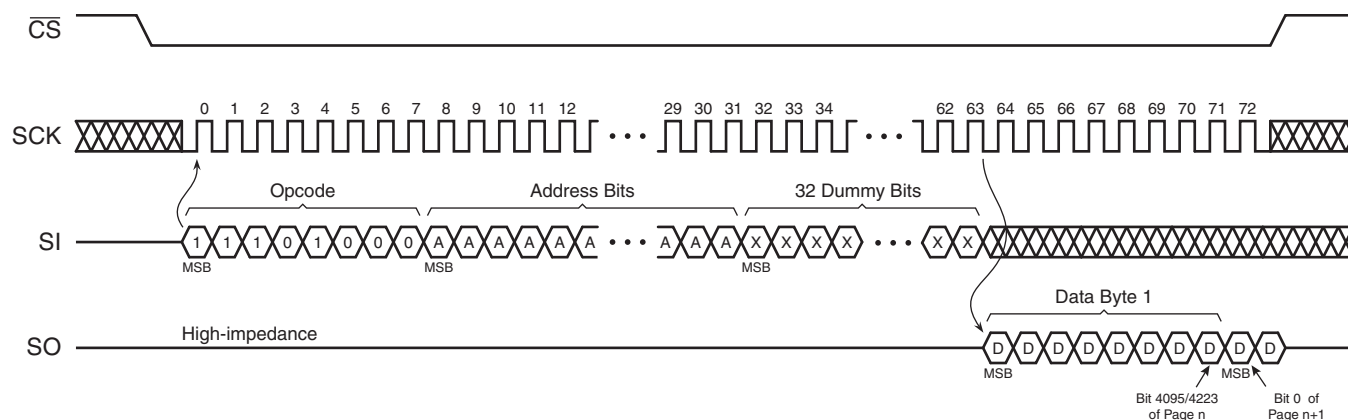 CS
0 1 2 3 4 5 6 7 8 9 10 11 12 29 30 31 32 33 34 62 63 64 65 66 67 68 69 70 71 72
SCK
Opcode Address Bits 32 Dummy Bits
SI 1 1 1 0 1 0 0 0 A A A A A A A A A X X X X X X
MSB MSB MSB
Data Byte 1
High-impedance
SO D D D D D D D D D D
MSB MSB
Bit 4095/4223 of Page n
Bit 0 of Page n+1